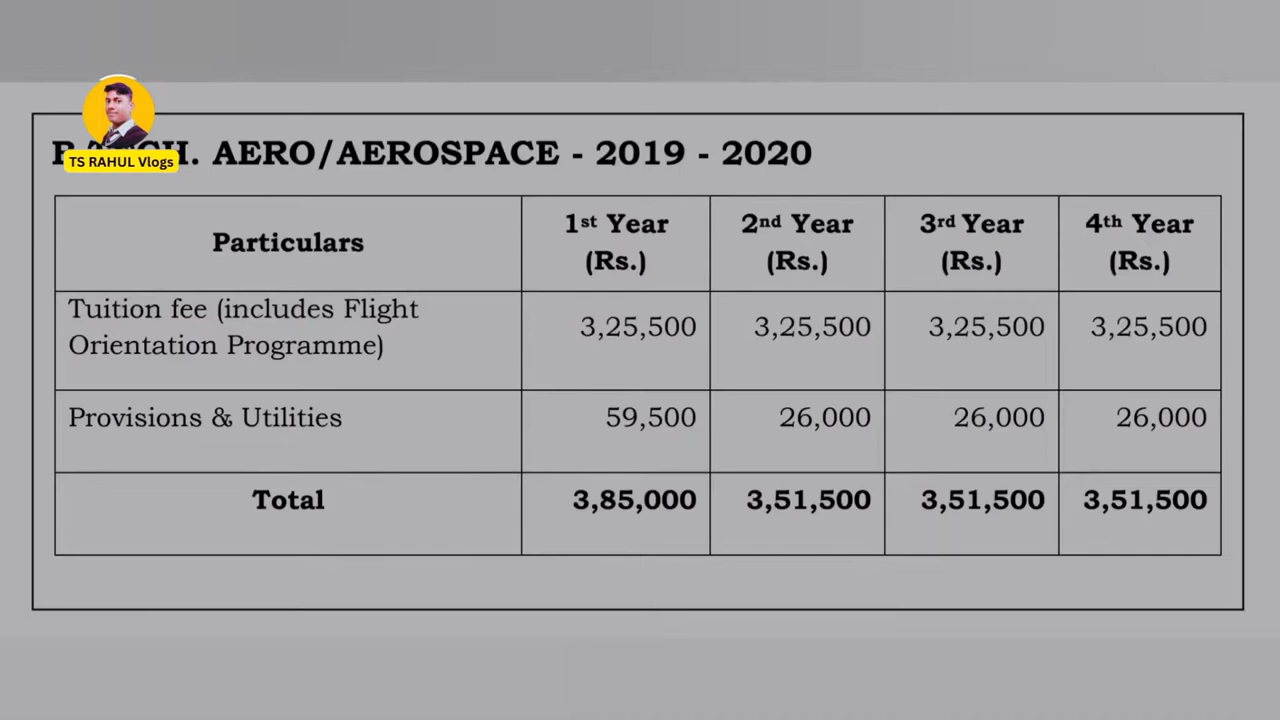 TS RAHUL Vlogs
AERO/AEROSPACE - 2019 - 2020
Particulars 1st Year (Rs.) 2nd Year (Rs.) 3rd Year (Rs.) 4th Year (Rs.)
Tuition fee (includes Flight
Orientation Programme) 3,25,500 3,25,500 3,25,500 3,25,500
Provisions & Utilities 59,500 26,000 26,000 26,000
Total 3,85,000 3,51,500 3,51,500 3,51,500